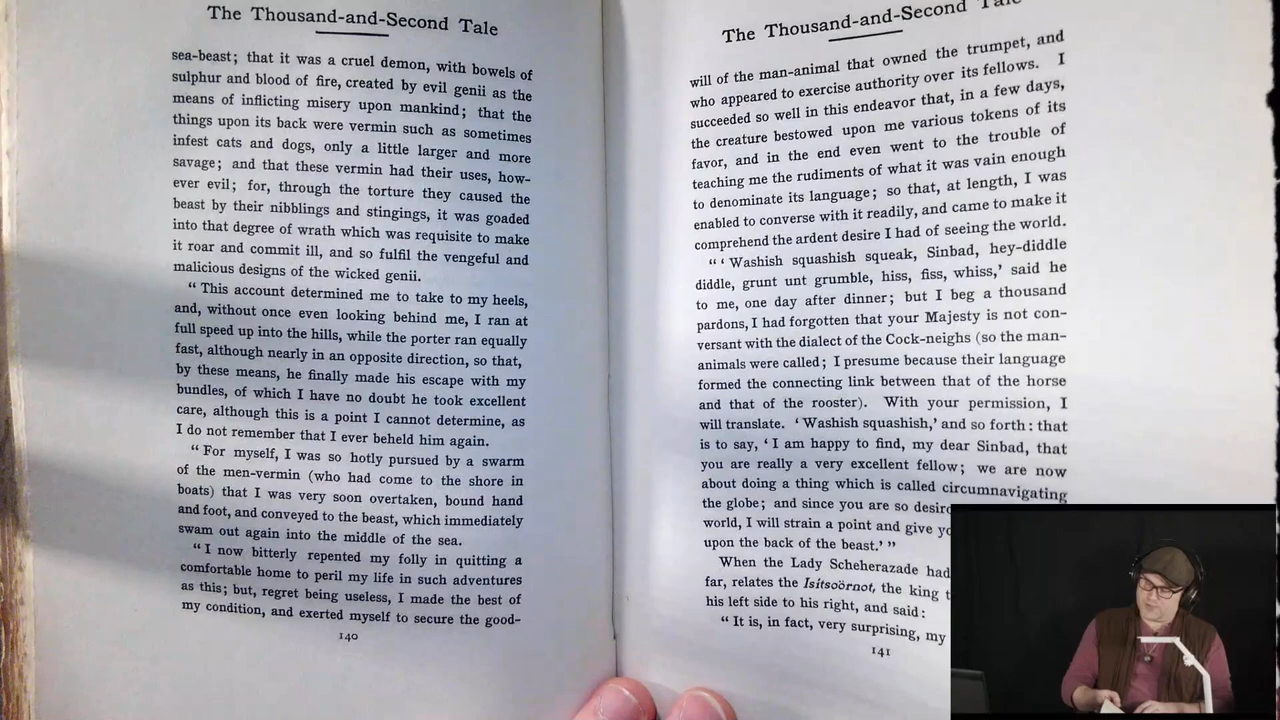 The Thousand-and-Second Tale
sea-beast; that it was a cruel demon, with bowels of
sulphur and blood of fire, created by evil genii as the
means of inflicting misery upon mankind; that the
things upon its back were vermin such as sometimes
infest cats and dogs, only a little larger and more
savage; and that these vermin had their uses, how-
ever evil; for, through the torture they caused the
beast by their nibblings and stingings, it was goaded
into that degree of wrath which was requisite to make
it roar and commit ill, and so fulfil the vengeful and
malicious designs of the wicked genii.
“This account determined me to take to my heels,
and, without once even looking behind me, I ran at
full speed up into the hills, while the porter ran equally
fast, although nearly in an opposite direction, so that,
by these means, he finally made his escape with my
bundles, of which I have no doubt he took excellent
care, although this is a point I cannot determine, as
I do not remember that I ever beheld him again.
“For myself, I was so hotly pursued by a swarm
of the men-vermin (who had come to the shore in
boats) that I was very soon overtaken, bound hand
and foot, and conveyed to the beast, which immediately
swam out again into the middle of the sea.
“I now bitterly repented my folly in quitting a
comfortable home to peril my life in such adventures
as this; but, regret being useless, I made the best of
my condition, and exerted myself to secure the good-
140
The Thousand-and-Second Tale
will of the man-animal that owned the trumpet, and
who appeared to exercise authority over its fellows. I
succeeded so well in this endeavor that, in a few days,
the creature bestowed upon me various tokens of its
favor, and in the end even went to the trouble of
teaching me the rudiments of what it was vain enough
to denominate its language; so that, at length, I was
enabled to converse with it readily, and came to make it
comprehend the ardent desire I had of seeing the world.
“‘Washish squashish squeak, Sinbad, hey-diddle
diddle, grunt unt grumble, hiss, fiss, whiss,’ said he
to me, one day after dinner; but I beg a thousand
pardons, I had forgotten that your Majesty is not con-
versant with the dialect of the Cock-neighs (so the man-
animals were called; I presume because their language
formed the connecting link between that of the horse
and that of the rooster). With your permission, I
will translate. ‘Washish squashish,’ and so forth: that
is to say, ‘I am happy to find, my dear Sinbad, that
you are really a very excellent fellow; we are now
about doing a thing which is called circumnavigating
the globe; and since you are so
world, I will strain a point and give
upon the back of the beast.’”
When the Lady Scheherazade had
far, relates the Isitsoörnot, the king
his left side to his right, and said:
“It is, in fact, very surprising, my
141